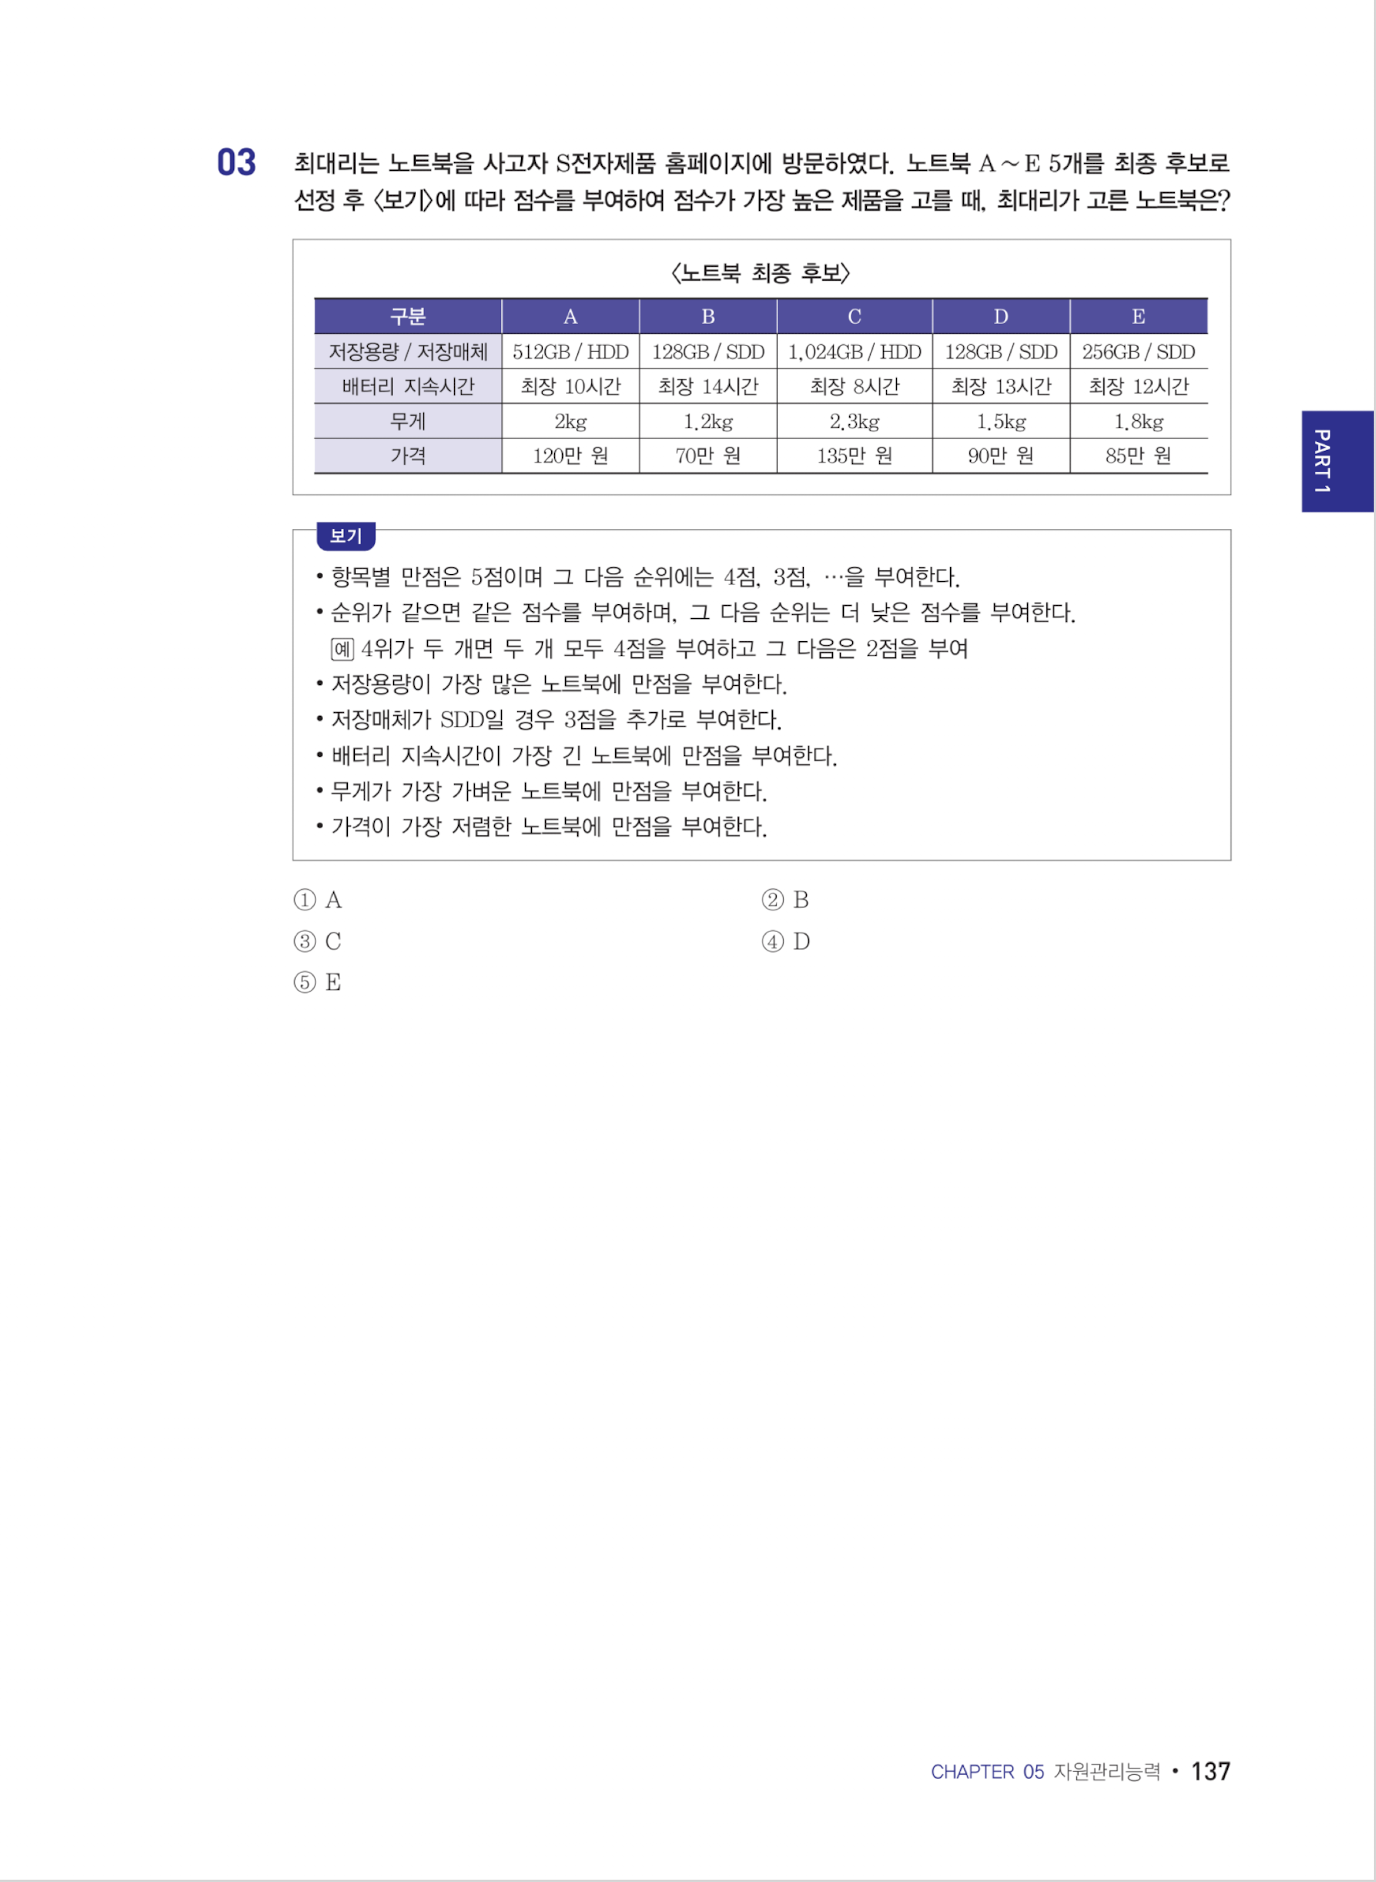 03 최대리는 노트북을 사고자 S전자제품 홈페이지에 방문하였다. 노트북 A ~ E 5개를 최종 후보로
선정 후 〈보기〉에 따라 점수를 부여하여 점수가 가장 높은 제품을 고를 때, 최대리가 고른 노트북은?
〈노트북 최종 후보〉
구분 A B C D E
저장용량 / 저장매체 512GB / HDD 128GB / SDD 1,024GB / HDD 128GB / SDD 256GB / SDD
배터리 지속시간 최장 10시간 최장 14시간 최장 8시간 최장 13시간 최장 12시간
무게 2kg 1.2kg 2.3kg 1.5kg 1.8kg
가격 120만 원 70만 원 135만 원 90만 원 85만 원
PART 1
보기
• 항목별 만점은 5점이며 그 다음 순위에는 4점, 3점, …을 부여한다.
• 순위가 같으면 같은 점수를 부여하며, 그 다음 순위는 더 낮은 점수를 부여한다.
예 4위가 두 개면 두 개 모두 4점을 부여하고 그 다음은 2점을 부여
• 저장용량이 가장 많은 노트북에 만점을 부여한다.
• 저장매체가 SDD일 경우 3점을 추가로 부여한다.
• 배터리 지속시간이 가장 긴 노트북에 만점을 부여한다.
• 무게가 가장 가벼운 노트북에 만점을 부여한다.
• 가격이 가장 저렴한 노트북에 만점을 부여한다.
① A ② B
③ C ④ D
⑤ E
CHAPTER 05 자원관리능력 • 137